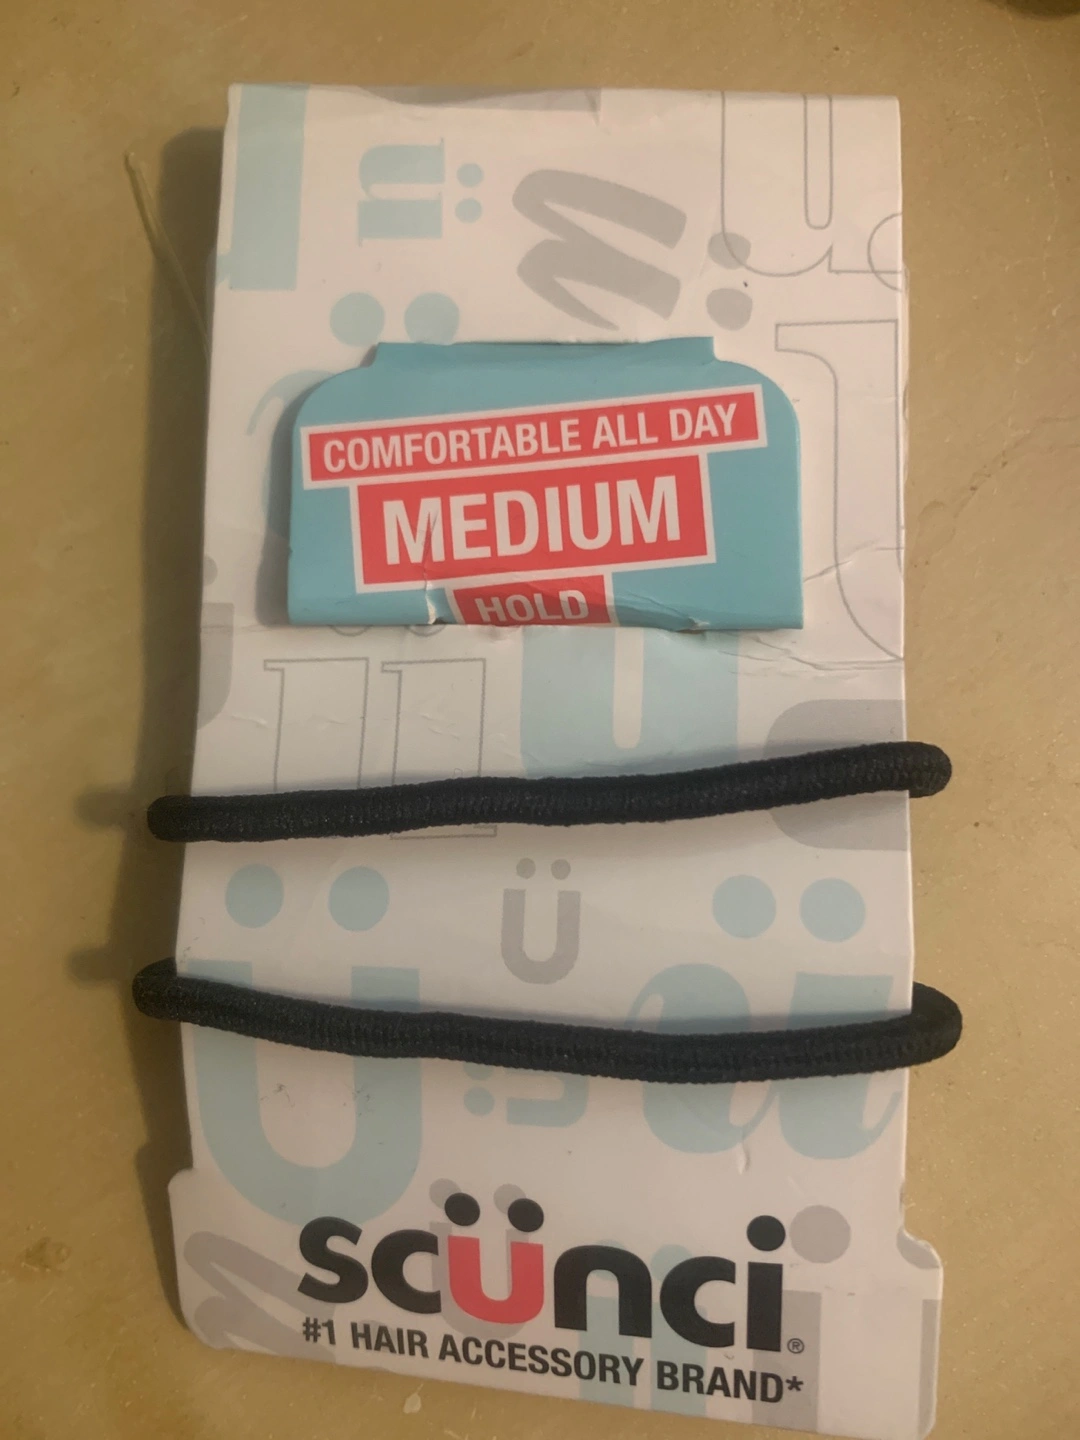 COMFORTABLE ALL DAY
MEDIUM
HOLD
scünci®
#1 HAIR ACCESSORY BRAND*